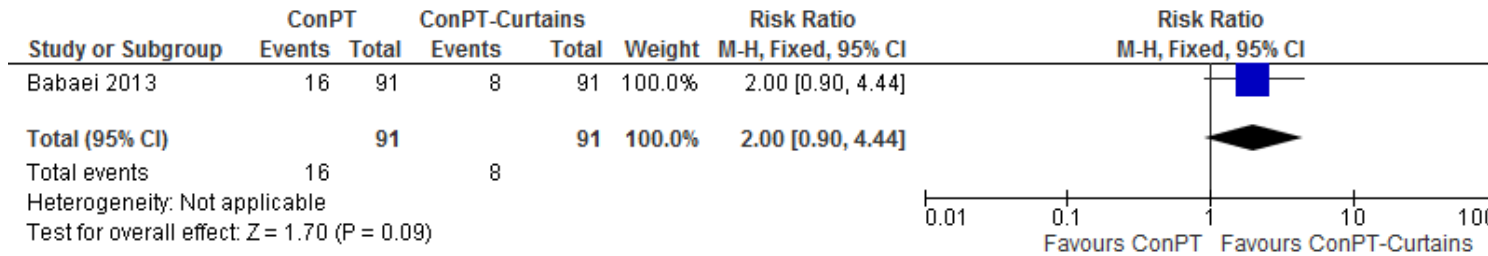 ConPT ConPT-Curtains Risk Ratio Risk Ratio
Study or Subgroup Events Total Events Total Weight M-H, Fixed, 95% CI M-H, Fixed, 95% CI
Babaei 2013 16 91 8 91 100.0% 2.00 [0.90, 4.44]
Total (95% CI) 91 91 100.0% 2.00 [0.90, 4.44]
Total events 16 8
Heterogeneity: Not applicable
Test for overall effect: Z = 1.70 (P = 0.09)
0.01 0.1 1 10 100
Favours ConPT Favours ConPT-Curtains